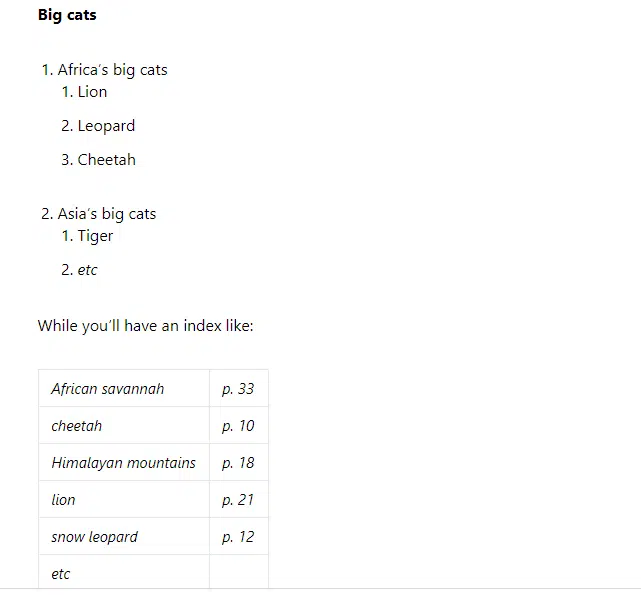 Big cats
1. Africa's big cats
1. Lion
2. Leopard
3. Cheetah
2. Asia's big cats
1. Tiger
2. etc
While you'll have an index like:
African savannah p. 33
cheetah p. 10
Himalayan mountains p. 18
lion p. 21
snow leopard p. 12
etc